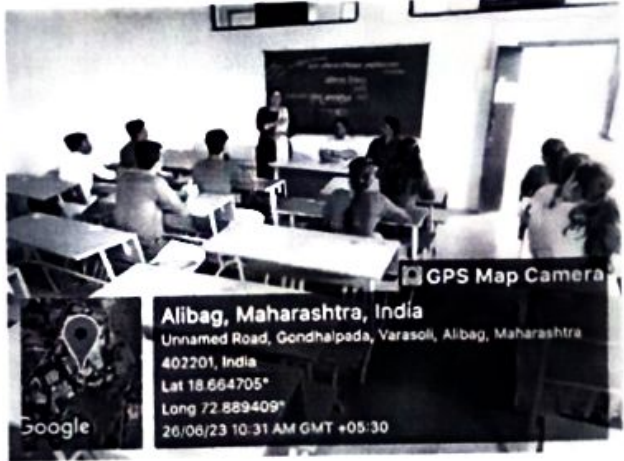 GPS Map Camera
Alibag, Maharashtra, India
Unnamed Road, Gondhalpada, Varasoli, Alibag, Maharashtra
402201, India
Lat 18.664705°
Long 72.889409°
26/06/23 10:31 AM GMT +05:30
Google